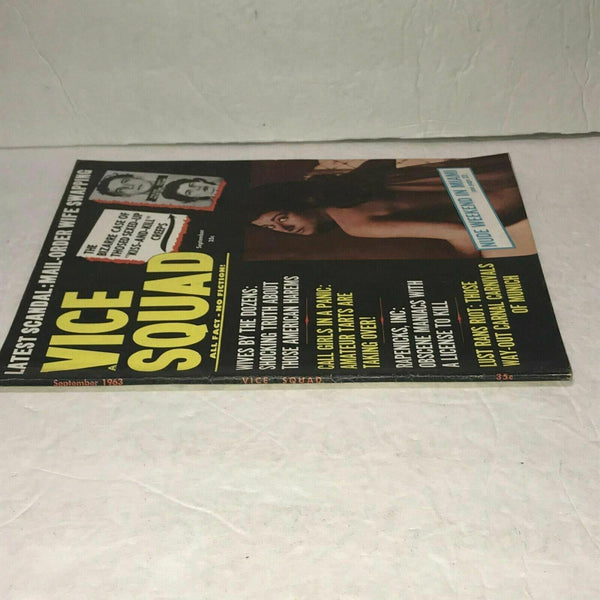 LATEST SCANDAL: MAIL-ORDER WIFE SWAPPING
VICE
SQUAD
ALL FACT - NO FICTION!
September
35c
THE
BIZARRE CASE OF
THOSE SEXED-UP
"KISS-AND-KILL"
CREEPS
WIVES BY THE DOZENS:
SHOCKING TRUTH ABOUT
THOSE AMERICAN HAREMS
CALL GIRLS IN A PANIC:
AMATEUR TARTS ARE
TAKING OVER!
RAPENICKS, INC:
OBSCENE MANIACS WITH
A LICENSE TO KILL
LUST RUNS RIOT: THOSE
WAY-OUT CARNAL CARNIVALS
OF MUNICH
NUDE WEEKEND IN MIAMI
September 1963
VICE SQUAD
35c